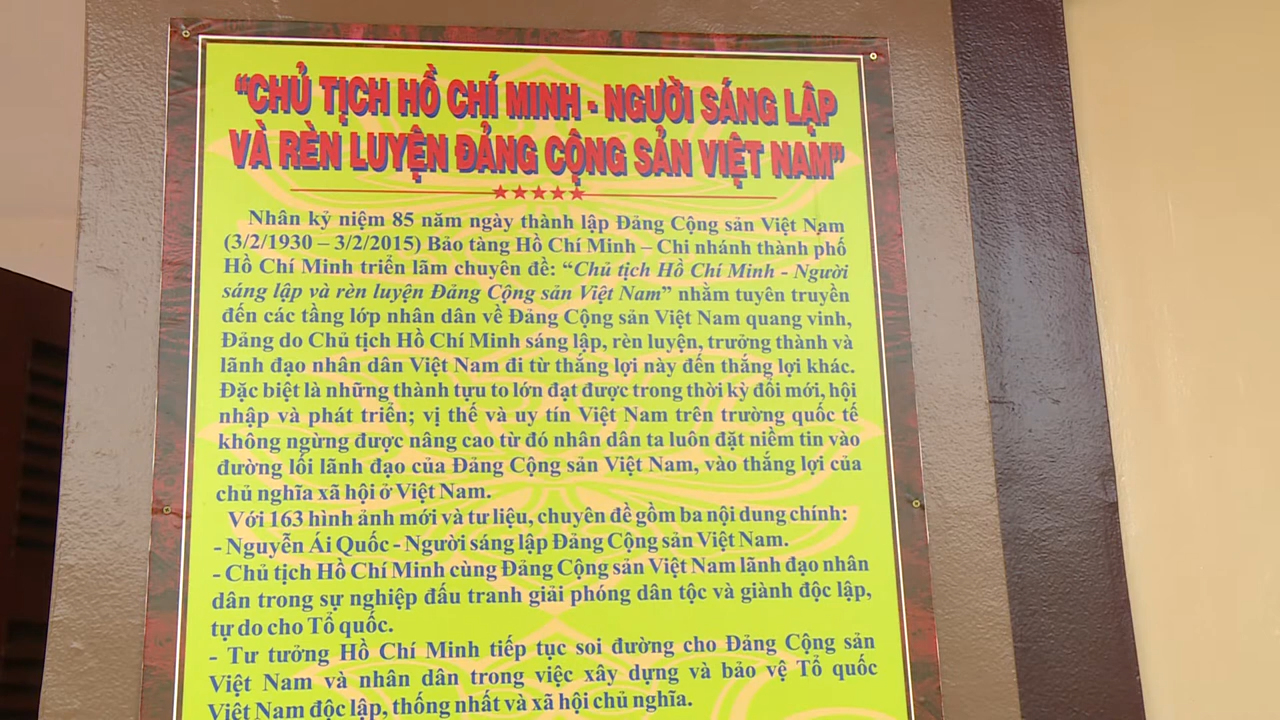 “CHỦ TỊCH HỒ CHÍ MINH - NGƯỜI SÁNG LẬP
VÀ RÈN LUYỆN ĐẢNG CỘNG SẢN VIỆT NAM”
Nhân kỷ niệm 85 năm ngày thành lập Đảng Cộng sản Việt Nam
(3/2/1930 – 3/2/2015) Bảo tàng Hồ Chí Minh – Chi nhánh thành phố
Hồ Chí Minh triển lãm chuyên đề: “Chủ tịch Hồ Chí Minh - Người
sáng lập và rèn luyện Đảng Cộng sản Việt Nam” nhằm tuyên truyền
đến các tầng lớp nhân dân về Đảng Cộng sản Việt Nam quang vinh,
Đảng do Chủ tịch Hồ Chí Minh sáng lập, rèn luyện, trưởng thành và
lãnh đạo nhân dân Việt Nam đi từ thắng lợi này đến thắng lợi khác.
Đặc biệt là những thành tựu to lớn đạt được trong thời kỳ đổi mới, hội
nhập và phát triển; vị thế và uy tín Việt Nam trên trường quốc tế
không ngừng được nâng cao từ đó nhân dân ta luôn đặt niềm tin vào
đường lối lãnh đạo của Đảng Cộng sản Việt Nam, vào thắng lợi của
chủ nghĩa xã hội ở Việt Nam.
Với 163 hình ảnh mới và tư liệu, chuyên đề gồm ba nội dung chính:
- Nguyễn Ái Quốc - Người sáng lập Đảng Cộng sản Việt Nam.
- Chủ tịch Hồ Chí Minh cùng Đảng Cộng sản Việt Nam lãnh đạo nhân
dân trong sự nghiệp đấu tranh giải phóng dân tộc và giành độc lập,
tự do cho Tổ quốc.
- Tư tưởng Hồ Chí Minh tiếp tục soi đường cho Đảng Cộng sản
Việt Nam và nhân dân trong việc xây dựng và bảo vệ Tổ quốc
Việt Nam độc lập, thống nhất và xã hội chủ nghĩa.